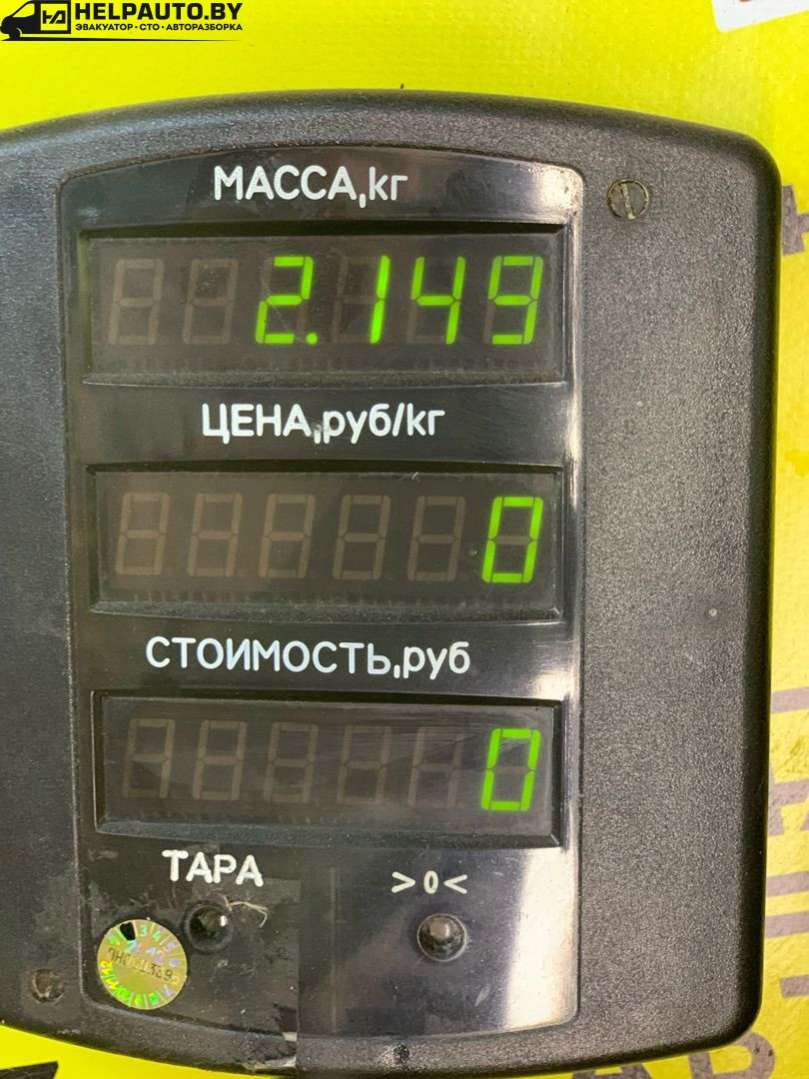 HELPAUTO.BY
ЭВАКУАТОР • СТО • АВТОРАЗБОРКА
МАССА,кг
2.149
ЦЕНА,руб/кг
0
СТОИМОСТЬ,руб
0
ТАРА >0<